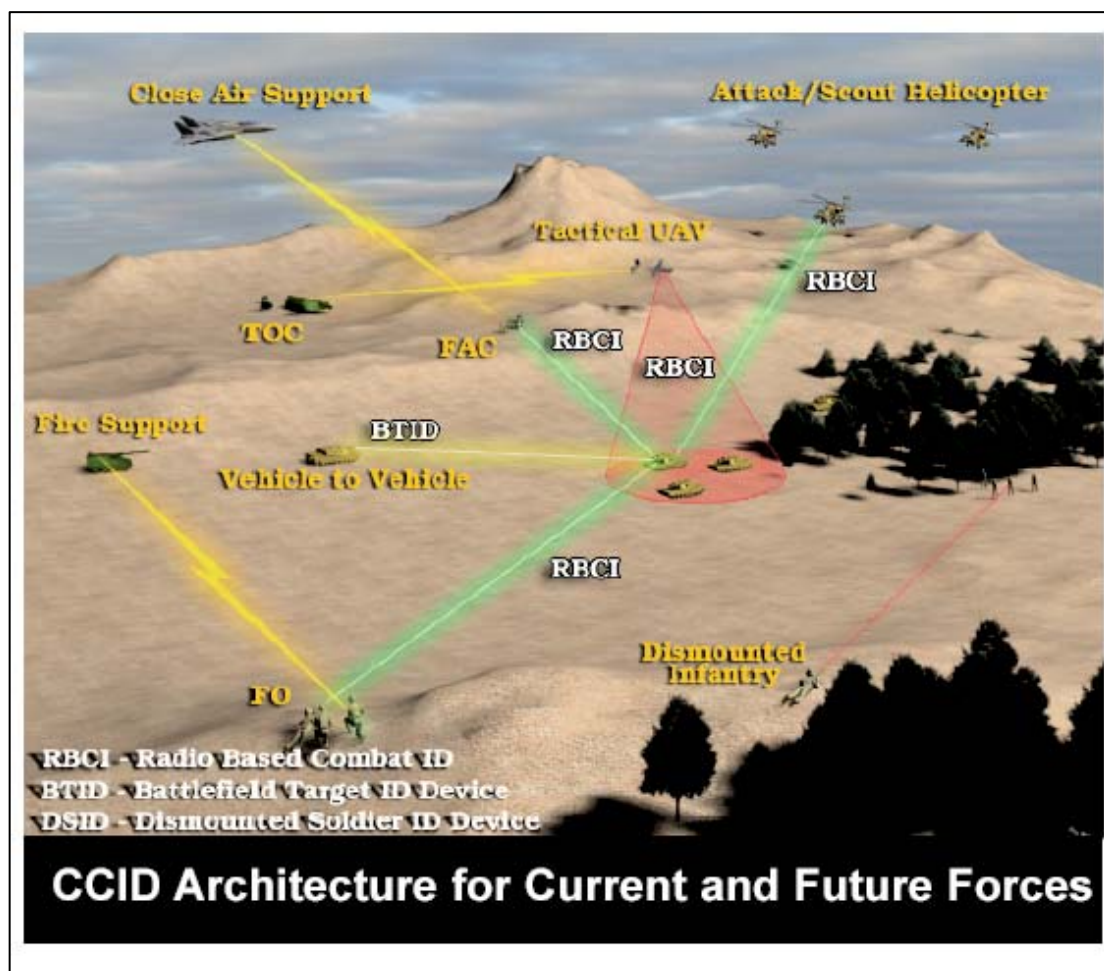 Close Air Support
Attack/Scout Helicopter
Tactical UAV
RBCI
TOC
FAC
RBCI
RBCI
Fire Support
BTID
Vehicle to Vehicle
RBCI
Dismounted
Infantry
FO
RBCI - Radio Based Combat ID
BTID - Battlefield Target ID Device
DSID - Dismounted Soldier ID Device
CCID Architecture for Current and Future Forces